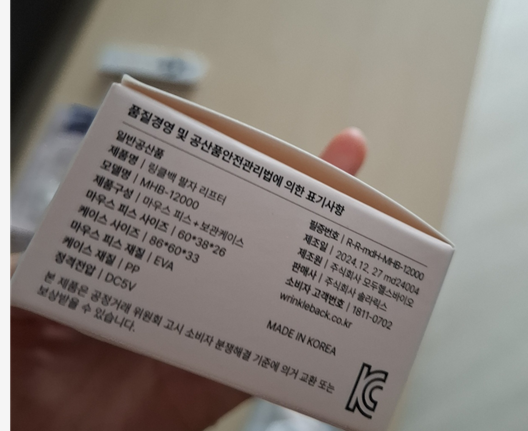 품질경영 및 공산품안전관리법에 의한 표기사항
일반공산품
제품명 | 링클백 팔자 리프터
모델명 | MHB-12000
제품구성 | 마우스 피스+보관케이스
마우스 피스 사이즈 | 60*38*26
케이스 사이즈 | 86*60*33
마우스 피스 재질 | EVA
케이스 재질 | PP
정격전압 | DC5V
필증번호 | R-R-mdH-MHB-12000
제조일 | 2024. 12. 27 md24004
제조원 | 주식회사 모두헬스바이오
판매사 | 주식회사 솔라릭스
소비자 고객번호 | 1811-0702
wrinkleback.co.kr
MADE IN KOREA
본 제품은 공정거래 위원회 고시 소비자 분쟁해결 기준에 의거 교환 또는
보상받을 수 있습니다.